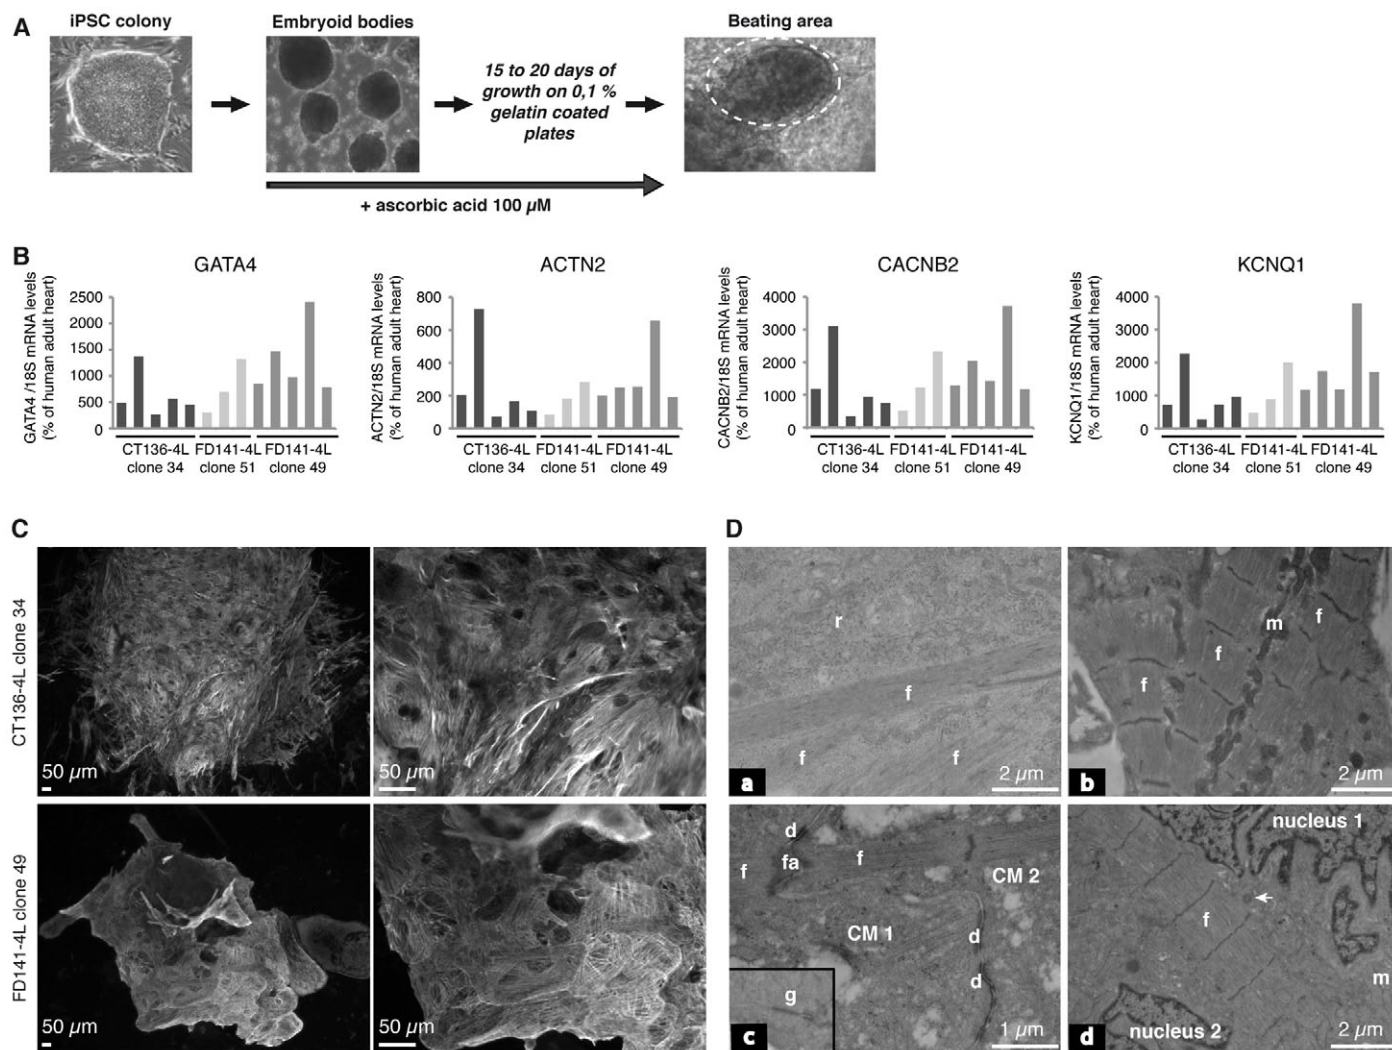 A
iPSC colony
Embryoid bodies
15 to 20 days of
growth on 0,1 %
gelatin coated
plates
Beating area
+ ascorbic acid 100 µM
B
GATA4
GATA4 /18S mRNA levels
(% of human adult heart)
2500
2000
1500
1000
500
0
CT136-4L
clone 34
FD141-4L
clone 51
FD141-4L
clone 49
ACTN2
ACTN2/18S mRNA levels
(% of human adult heart)
800
600
400
200
0
CT136-4L
clone 34
FD141-4L
clone 51
FD141-4L
clone 49
CACNB2
CACNB2/18S mRNA levels
(% of human adult heart)
4000
3000
2000
1000
0
CT136-4L
clone 34
FD141-4L
clone 51
FD141-4L
clone 49
KCNQ1
KCNQ1/18S mRNA levels
(% of human adult heart)
4000
3000
2000
1000
0
CT136-4L
clone 34
FD141-4L
clone 51
FD141-4L
clone 49
C
CT136-4L clone 34
50 µm
50 µm
FD141-4L clone 49
50 µm
50 µm
D
r
f
f
f
a
2 µm
f
m
f
f
b
2 µm
d
fa
f
f
CM 2
CM 1
d
d
g
c
1 µm
nucleus 1
f
m
nucleus 2
d
2 µm